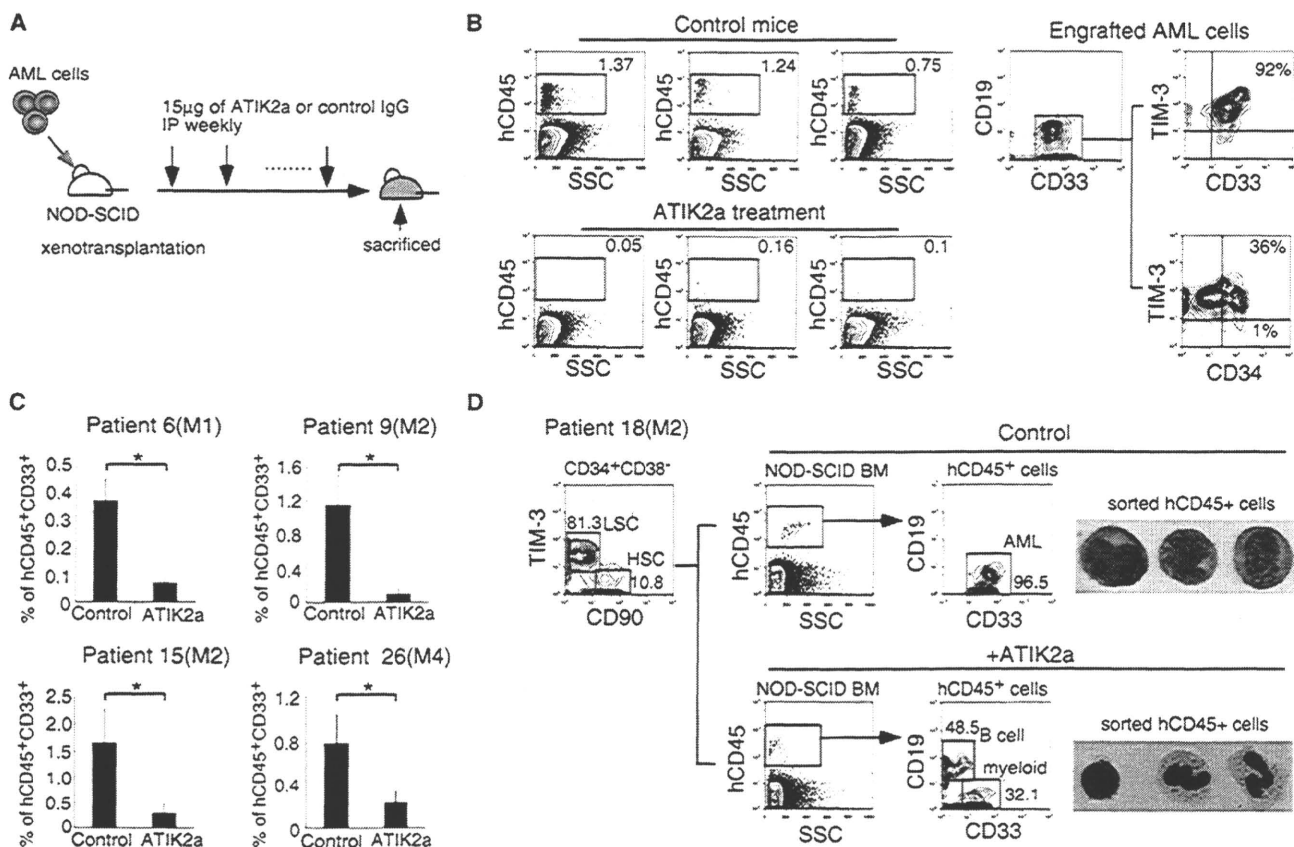 A
AML cells
15µg of ATIK2a or control IgG
IP weekly
NOD-SCID
xenotransplantation
sacrificed
B
Control mice
hCD45
1.37
SSC
hCD45
1.24
SSC
hCD45
0.75
SSC
ATIK2a treatment
hCD45
0.05
SSC
hCD45
0.16
SSC
hCD45
0.1
SSC
Engrafted AML cells
CD19
CD33
TIM-3
92%
CD33
TIM-3
36%
1%
CD34
C
% of hCD45+CD33+
Patient 6(M1)
*
0.5
0.4
0.3
0.2
0.1
0
Control ATIK2a
% of hCD45+CD33+
Patient 9(M2)
*
1.6
1.2
0.8
0.4
0
Control ATIK2a
% of hCD45+CD33+
Patient 15(M2)
*
2.5
2.0
1.5
1.0
0.5
0
Control ATIK2a
% of hCD45+CD33+
Patient 26(M4)
*
1.2
0.8
0.4
0
Control ATIK2a
D
Patient 18(M2)
CD34+CD38-
TIM-3
81.3 LSC
HSC
10.8
CD90
Control
NOD-SCID BM
hCD45
SSC
hCD45+ cells
CD19
AML
96.5
CD33
sorted hCD45+ cells
+ATIK2a
NOD-SCID BM
hCD45
SSC
hCD45+ cells
CD19
48.5 B cell
myeloid
32.1
CD33
sorted hCD45+ cells